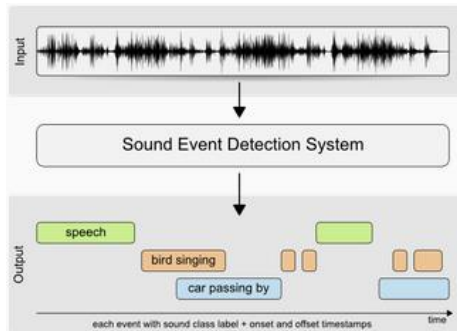 Input
Sound Event Detection System
Output
speech
bird singing
car passing by
time
each event with sound class label + onset and offset timestamps